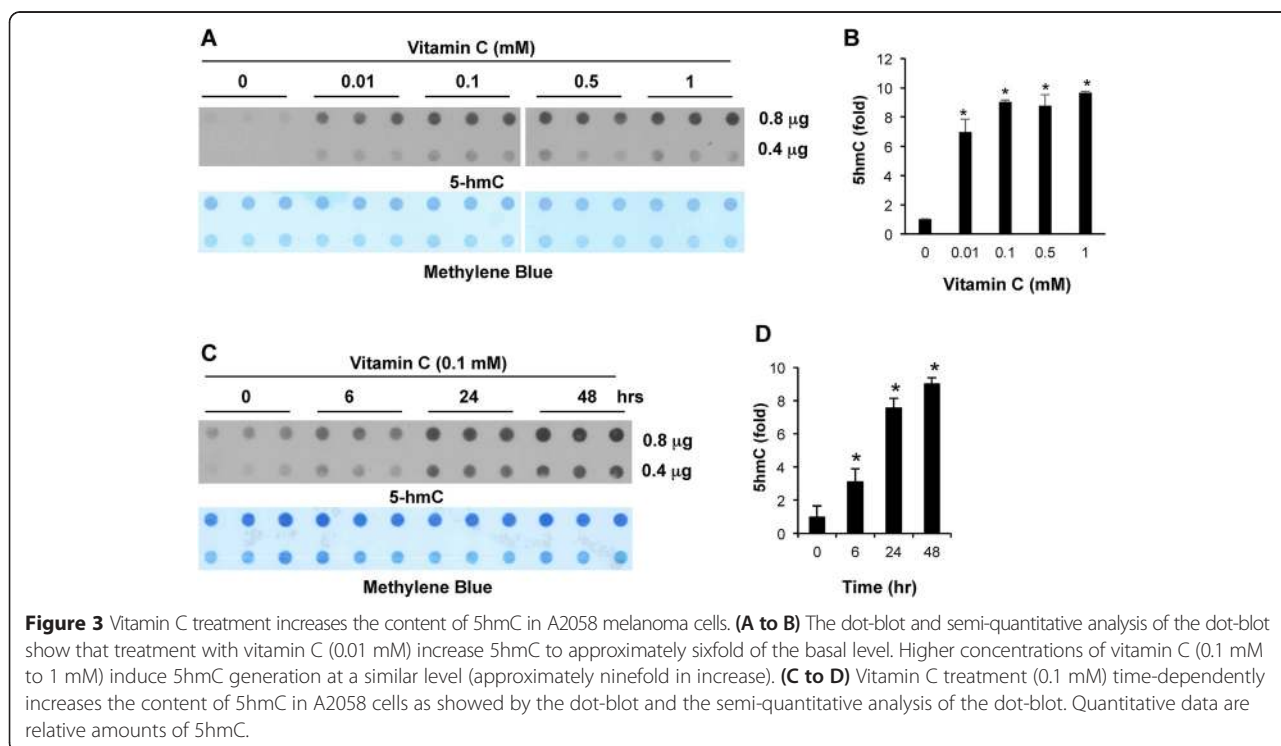 A
Vitamin C (mM)
0 0.01 0.1 0.5 1
0.8 µg
0.4 µg
5-hmC
Methylene Blue
B
5hmC (fold)
12
10
8
6
4
2
0
* * * *
0 0.01 0.1 0.5 1
Vitamin C (mM)
C
Vitamin C (0.1 mM)
0 6 24 48 hrs
0.8 µg
0.4 µg
5-hmC
Methylene Blue
D
5hmC (fold)
10
8
6
4
2
0
* * *
0 6 24 48
Time (hr)
Figure 3 Vitamin C treatment increases the content of 5hmC in A2058 melanoma cells. (A to B) The dot-blot and semi-quantitative analysis of the dot-blot
show that treatment with vitamin C (0.01 mM) increase 5hmC to approximately sixfold of the basal level. Higher concentrations of vitamin C (0.1 mM
to 1 mM) induce 5hmC generation at a similar level (approximately ninefold in increase). (C to D) Vitamin C treatment (0.1 mM) time-dependently
increases the content of 5hmC in A2058 cells as showed by the dot-blot and the semi-quantitative analysis of the dot-blot. Quantitative data are
relative amounts of 5hmC.